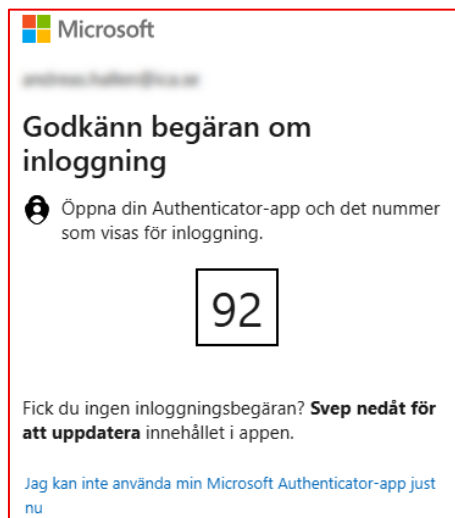 Microsoft
Godkänn begäran om
inloggning
Öppna din Authenticator-app och det nummer
som visas för inloggning.
92
Fick du ingen inloggningsbegäran? Svep nedåt för
att uppdatera innehållet i appen.
Jag kan inte använda min Microsoft Authenticator-app just
nu